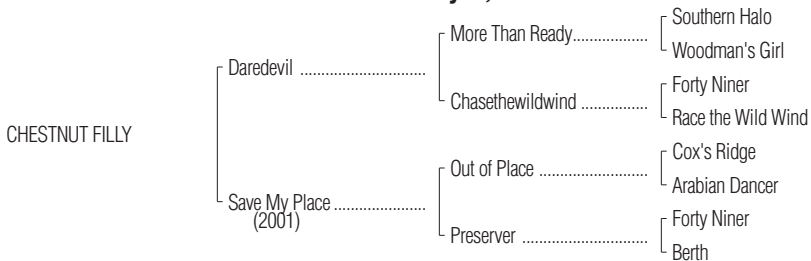 Southern Halo
More Than Ready.................
Woodman's Girl
Daredevil .............................
Forty Niner
Chasethewildwind ...............
Race the Wild Wind
CHESTNUT FILLY
Cox's Ridge
Out of Place .........................
Arabian Dancer
Save My Place .....................
(2001)
Forty Niner
Preserver .............................
Berth